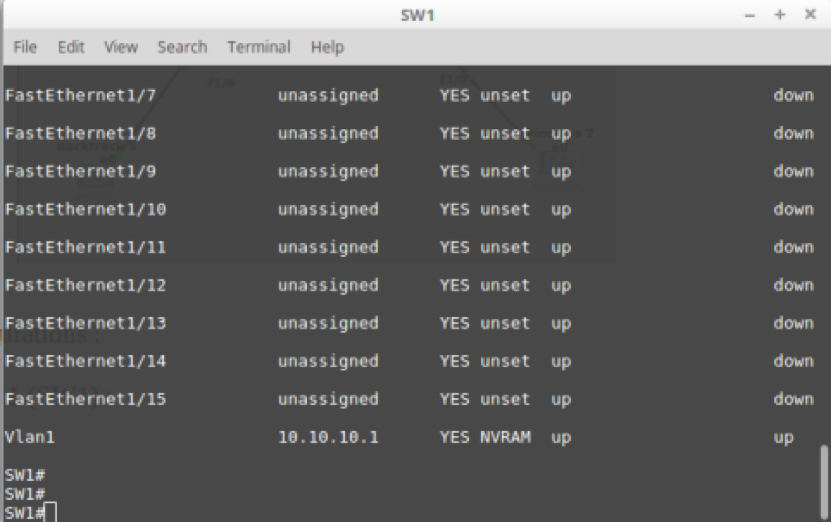 SW1
File Edit View Search Terminal Help
FastEthernet1/7 unassigned YES unset up down
FastEthernet1/8 unassigned YES unset up down
FastEthernet1/9 unassigned YES unset up down
FastEthernet1/10 unassigned YES unset up down
FastEthernet1/11 unassigned YES unset up down
FastEthernet1/12 unassigned YES unset up down
FastEthernet1/13 unassigned YES unset up down
FastEthernet1/14 unassigned YES unset up down
FastEthernet1/15 unassigned YES unset up down
Vlan1 10.10.10.1 YES NVRAM up up
SW1#
SW1#
SW1#